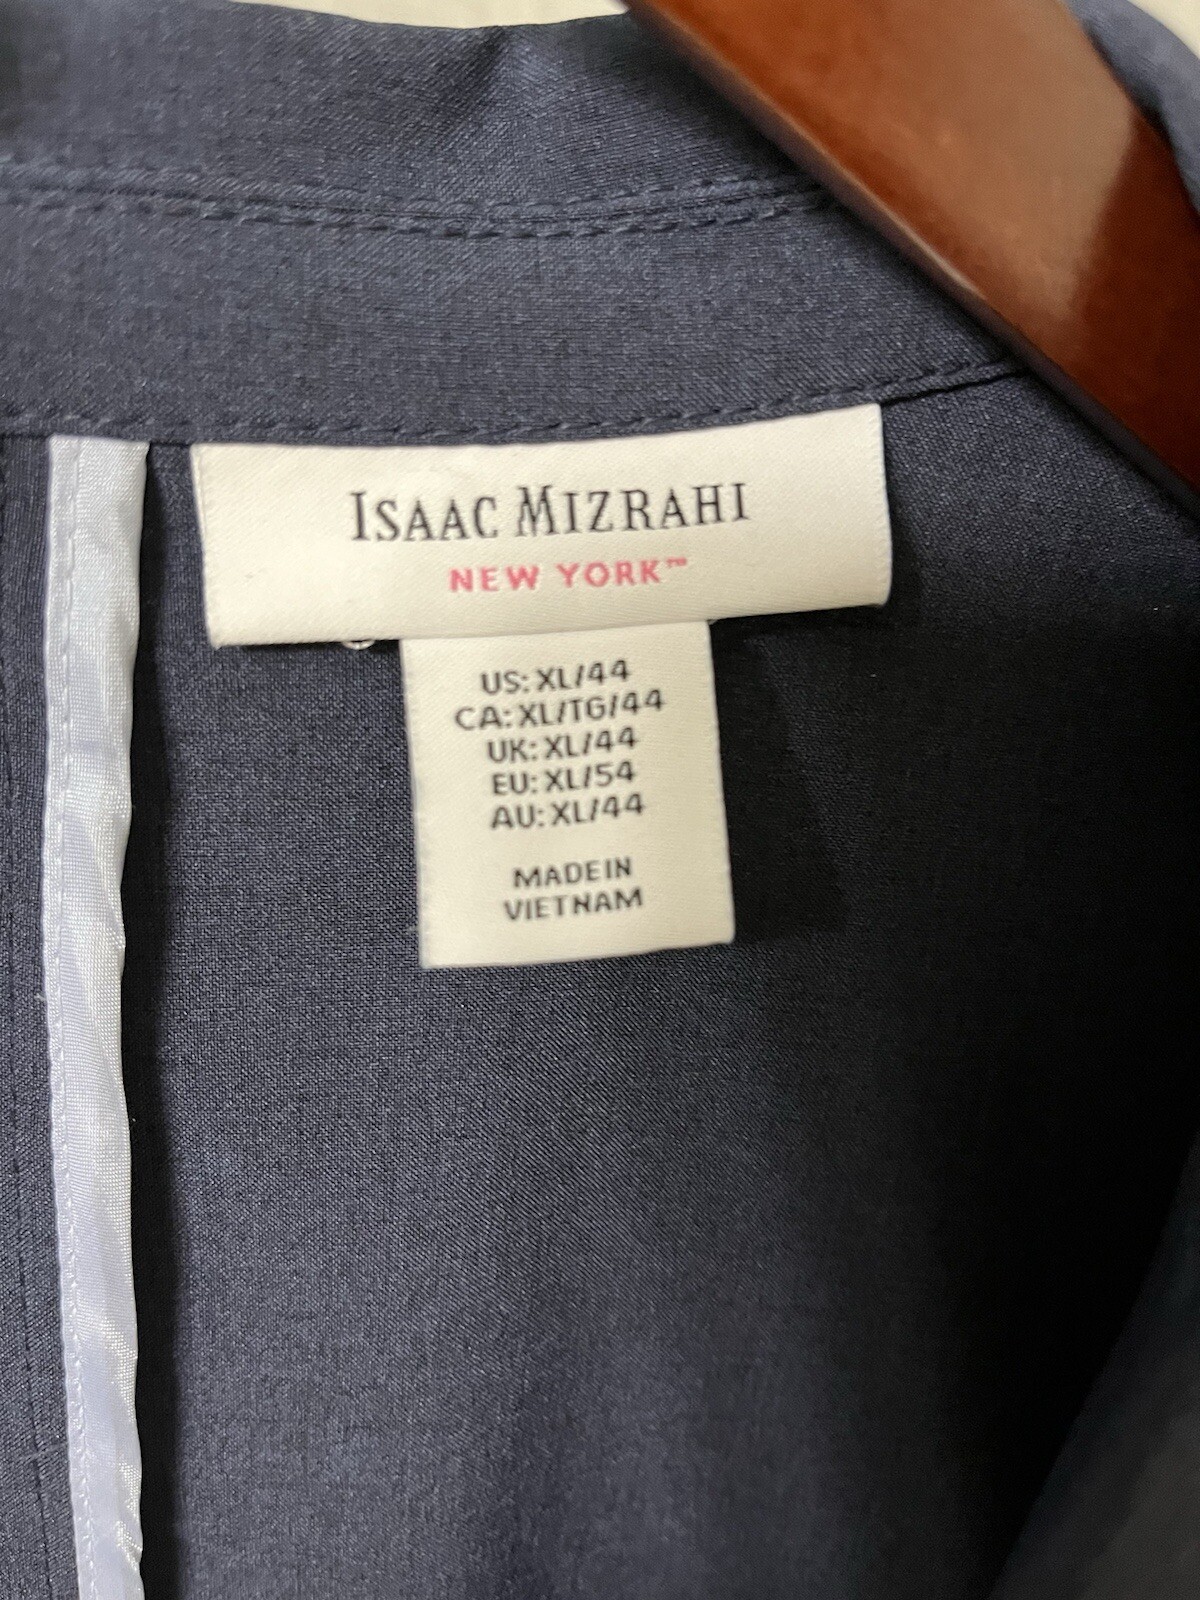 ISAAC MIZRAHI
NEW YORK™
US: XL/44
CA: XL/TG/44
UK: XL/44
EU: XL/54
AU: XL/44
MADE IN
VIETNAM